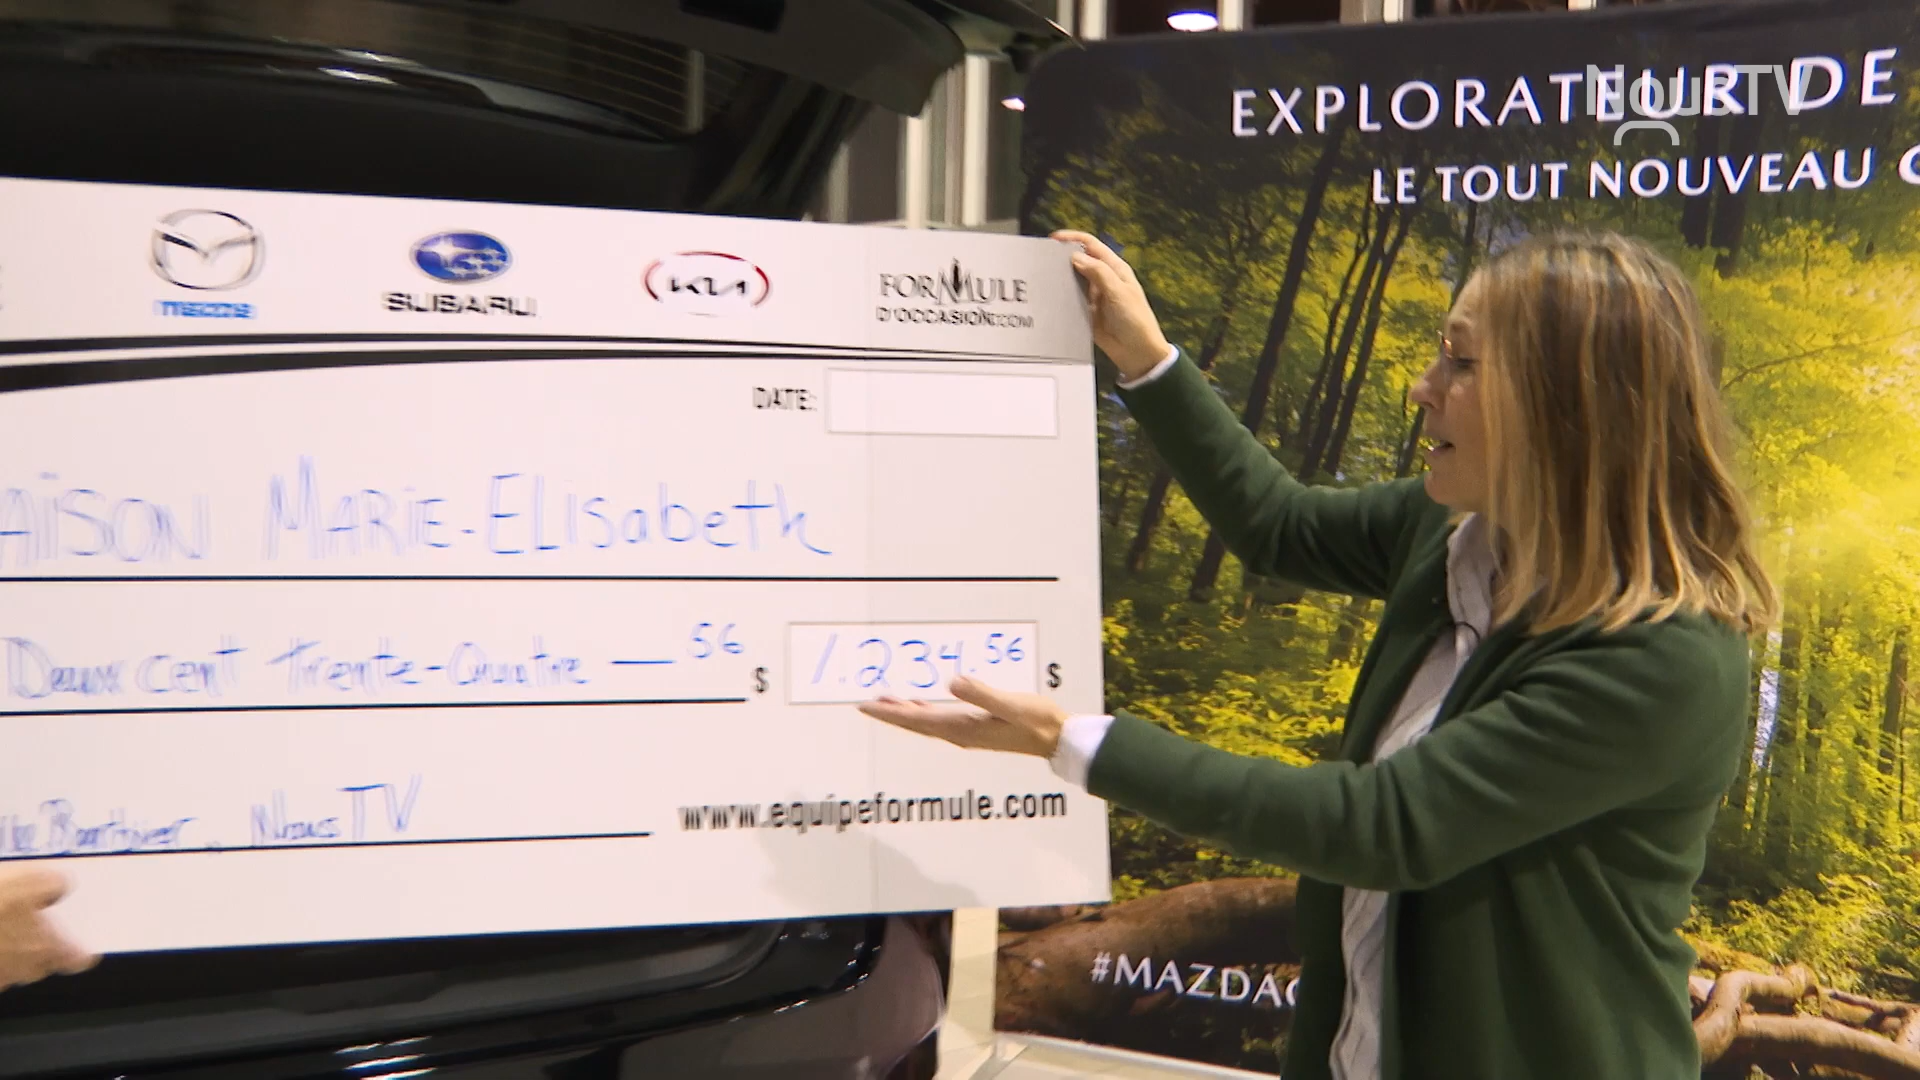 NousTV
EXPLORATEUR DE
LE TOUT NOUVEAU
mazda
SUBARU
KIA
FORMULE
D'OCCASION.COM
DATE:
AISON MARIE-ELisabeth
Deux cent trente-Quatre — 56 $ 1.234.56 $
NousTV
www.equipeformule.com
#MAZDA